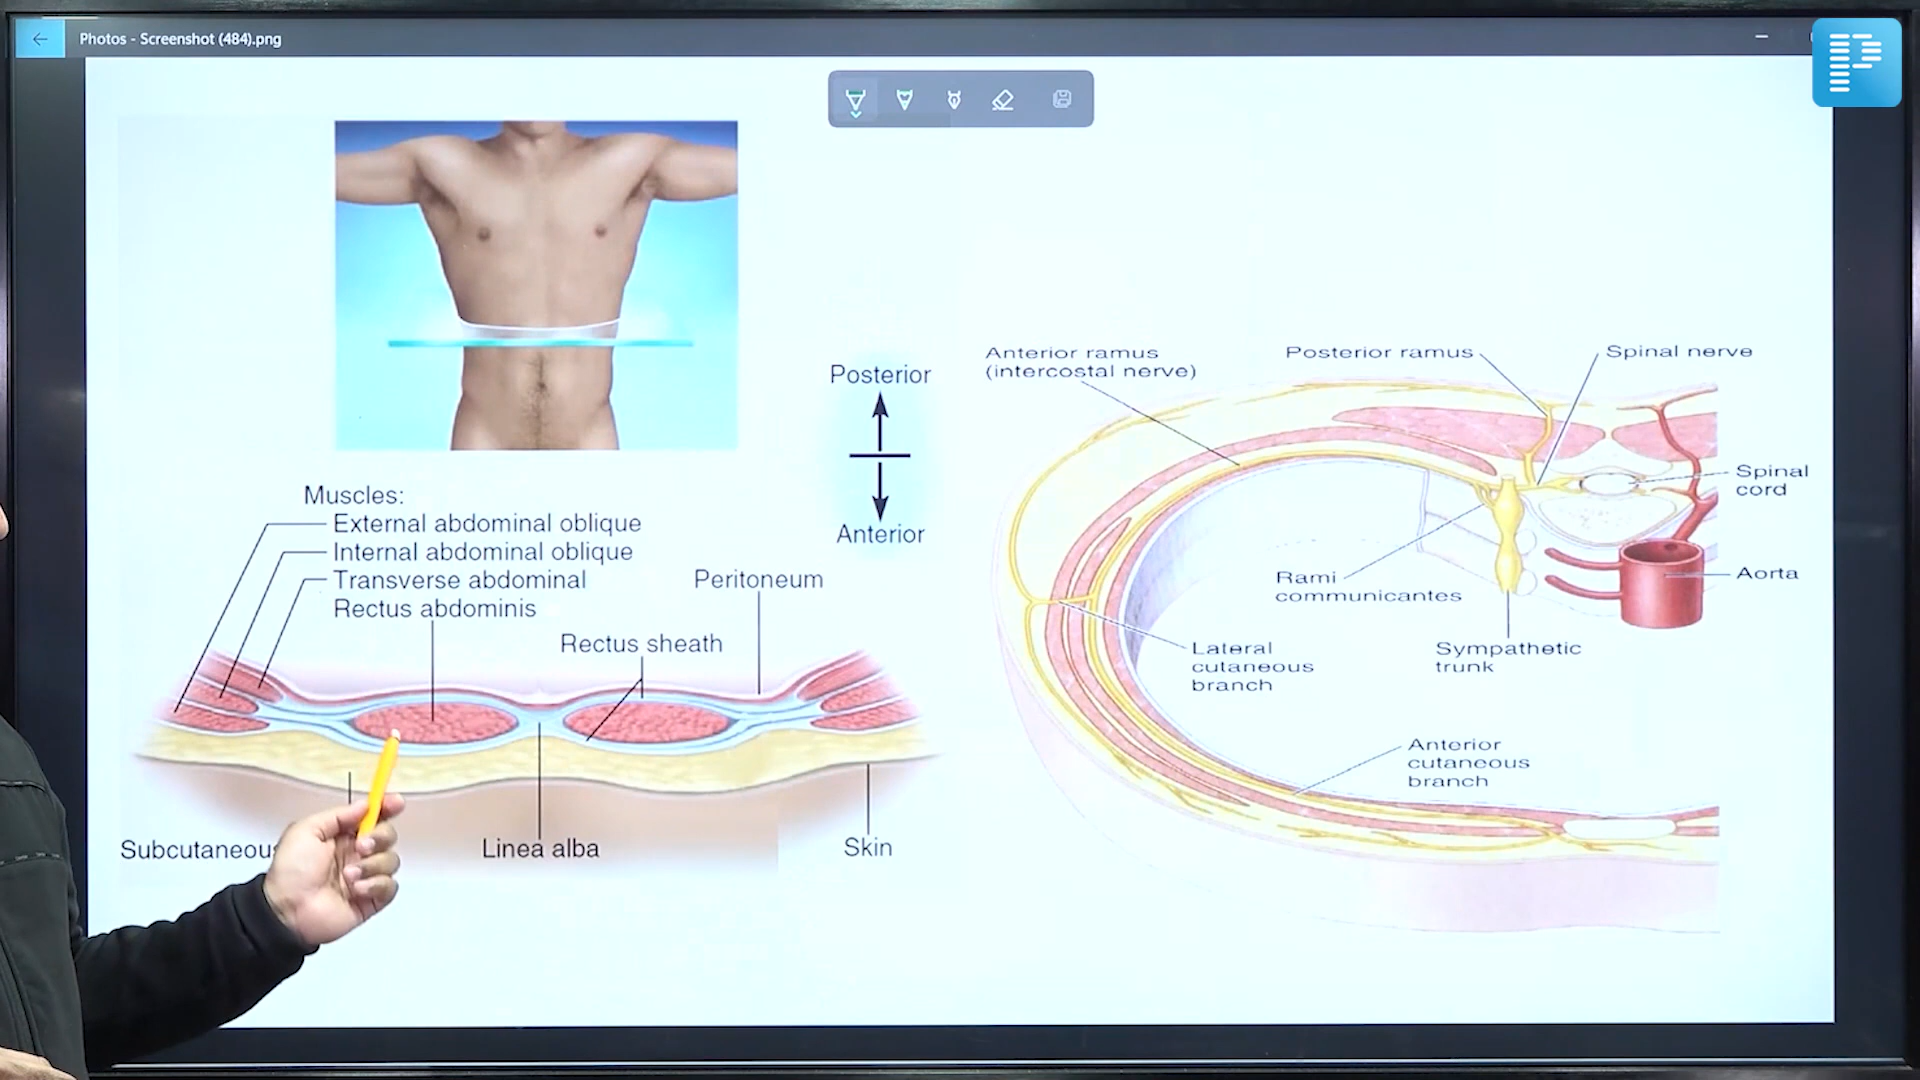 Photos - Screenshot (484).png
Posterior
Anterior
Muscles:
External abdominal oblique
Internal abdominal oblique
Transverse abdominal
Rectus abdominis
Peritoneum
Rectus sheath
Linea alba
Skin
Anterior ramus
(intercostal nerve)
Posterior ramus
Spinal nerve
Spinal
cord
Rami
communicantes
Aorta
Lateral
cutaneous
branch
Sympathetic
trunk
Anterior
cutaneous
branch